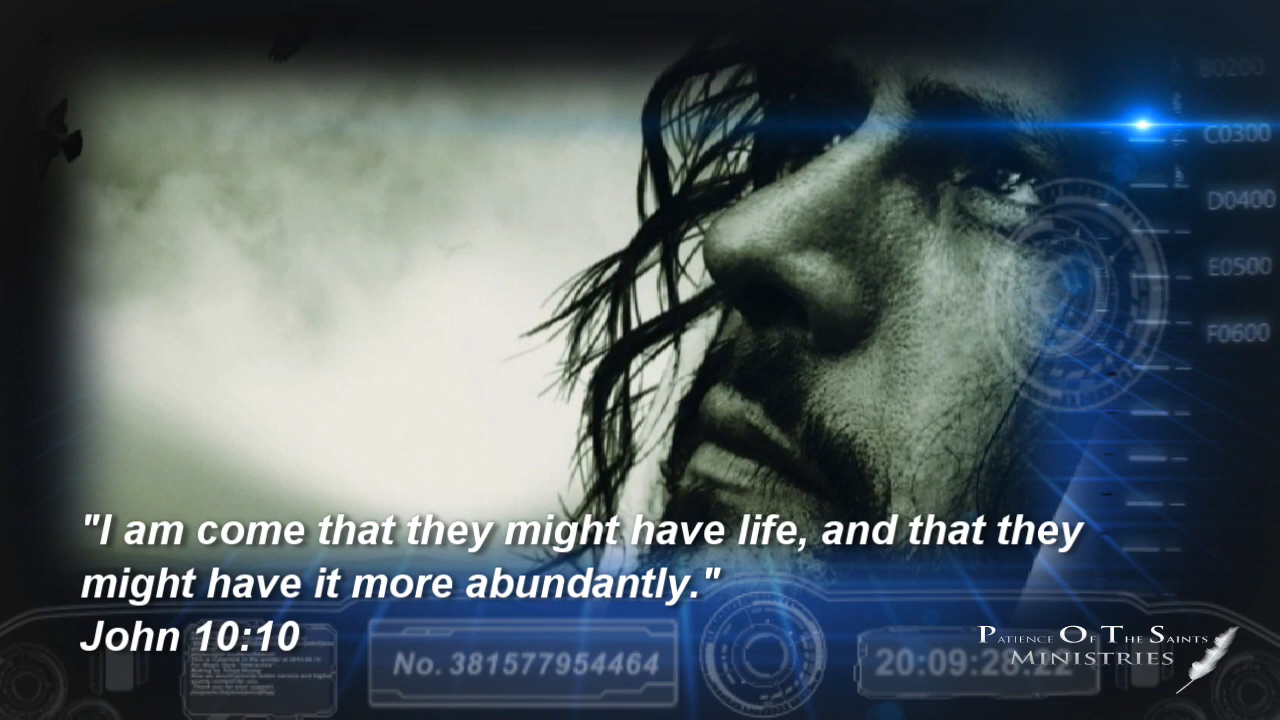 B0200
C0300
D0400
E0500
F0600
"I am come that they might have life, and that they
might have it more abundantly."
John 10:10
No. 381577954464
20:09:28:22
PATIENCE OF THE SAINTS
MINISTRIES